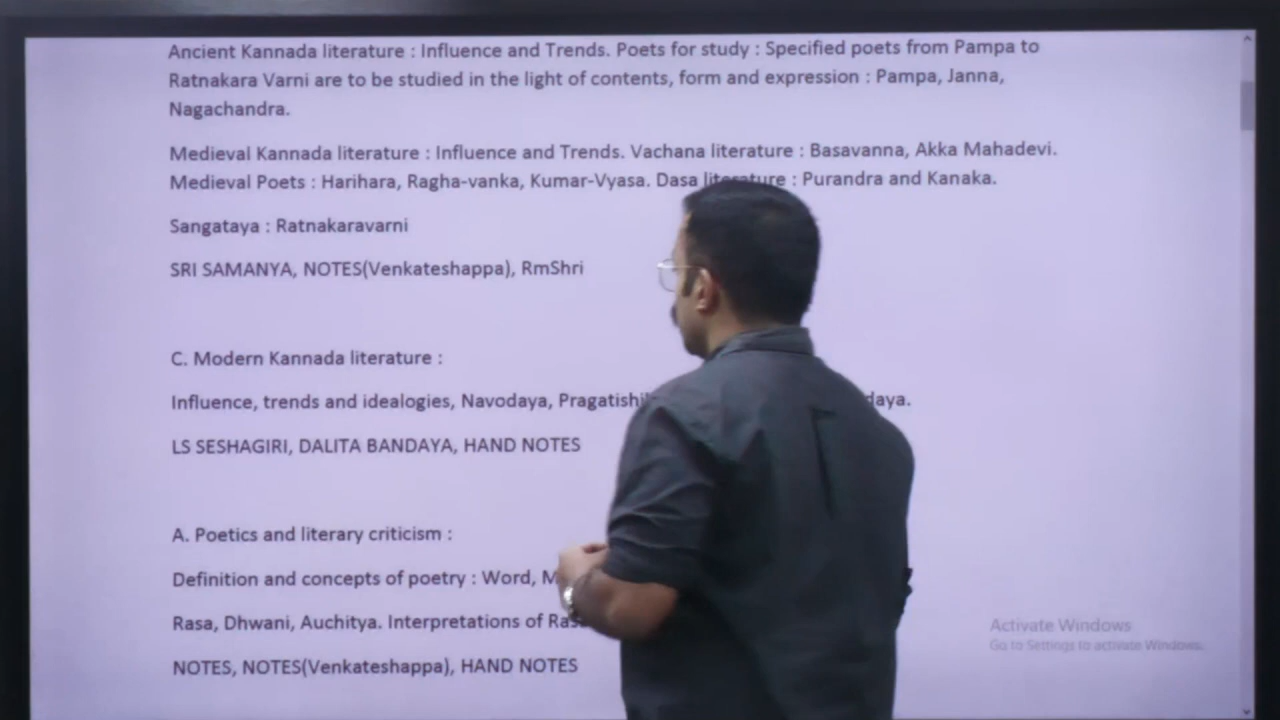 Ancient Kannada literature : Influence and Trends. Poets for study : Specified poets from Pampa to
Ratnakara Varni are to be studied in the light of contents, form and expression : Pampa, Janna,
Nagachandra.
Medieval Kannada literature : Influence and Trends. Vachana literature : Basavanna, Akka Mahadevi.
Medieval Poets : Harihara, Ragha-vanka, Kumar-Vyasa. Dasa literature : Purandra and Kanaka.
Sangataya : Ratnakaravarni
SRI SAMANYA, NOTES(Venkateshappa), RmShri
C. Modern Kannada literature :
Influence, trends and idealogies, Navodaya,
LS SESHAGIRI, DALITA BANDAYA, HAND NOTES
A. Poetics and literary criticism :
Definition and concepts of poetry : Word,
Rasa, Dhwani, Auchitya. Interpretations of
NOTES, NOTES(Venkateshappa), HAND NOTES
Activate Windows
Go to Settings to activate Windows.